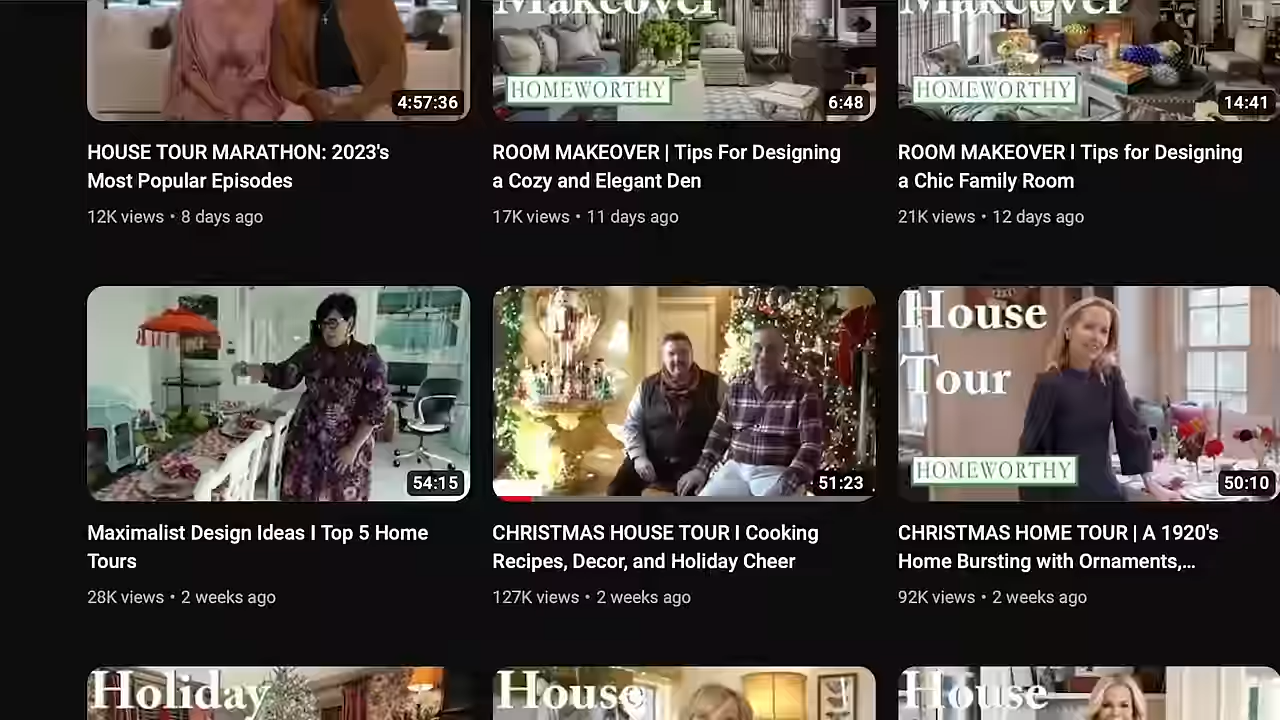 Makeover
Makeover
HOMEWORTHY
HOMEWORTHY
4:57:36
6:48
14:41
HOUSE TOUR MARATHON: 2023's
Most Popular Episodes
12K views • 8 days ago
ROOM MAKEOVER | Tips For Designing
a Cozy and Elegant Den
17K views • 11 days ago
ROOM MAKEOVER I Tips for Designing
a Chic Family Room
21K views • 12 days ago
54:15
51:23
House
Tour
HOMEWORTHY
50:10
Maximalist Design Ideas I Top 5 Home
Tours
28K views • 2 weeks ago
CHRISTMAS HOUSE TOUR I Cooking
Recipes, Decor, and Holiday Cheer
127K views • 2 weeks ago
CHRISTMAS HOME TOUR | A 1920's
Home Bursting with Ornaments,...
92K views • 2 weeks ago
Holiday
House
House